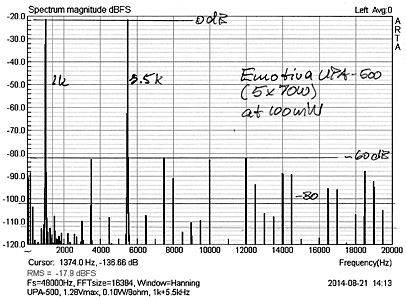 Spectrum magnitude dBFS
Left Avg:0
-20.0
-30.0
-40.0
-50.0
-60.0
-70.0
-80.0
-90.0
-100.0
-110.0
-120.0
0dB
1k
5.5k
Emotiva UPA-500
(5x70W)
at 100mW
-60dB
-80
ARTA
0.0 2000 4000 6000 8000 10000 12000 14000 16000 18000 20000
Cursor: 1374.0 Hz, -136.66 dB
Frequency(Hz)
RMS = -17.9 dBFS
Fs=48000Hz, FFTsize=16384, Window=Hanning
2014-08-21 14:13
UPA-500, 1.28Vmax, 0.10W/8ohm, 1k+5.5kHz